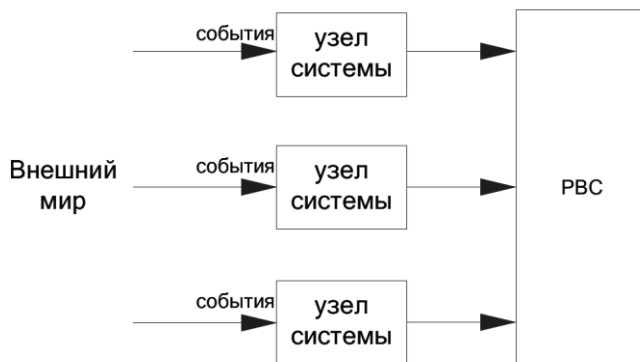 события
узел
системы
Внешний
мир
события
узел
системы
РВС
события
узел
системы